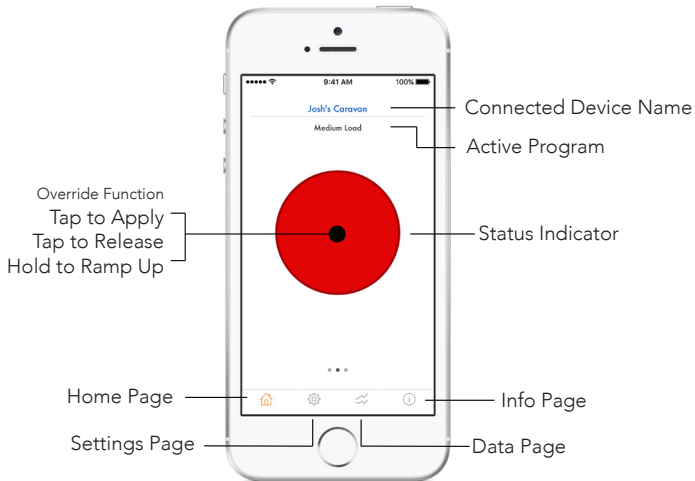 9:41 AM
100%
Josh's Caravan
Connected Device Name
Medium Load
Active Program
Override Function
Tap to Apply
Tap to Release
Hold to Ramp Up
Status Indicator
Home Page
Info Page
Settings Page
Data Page